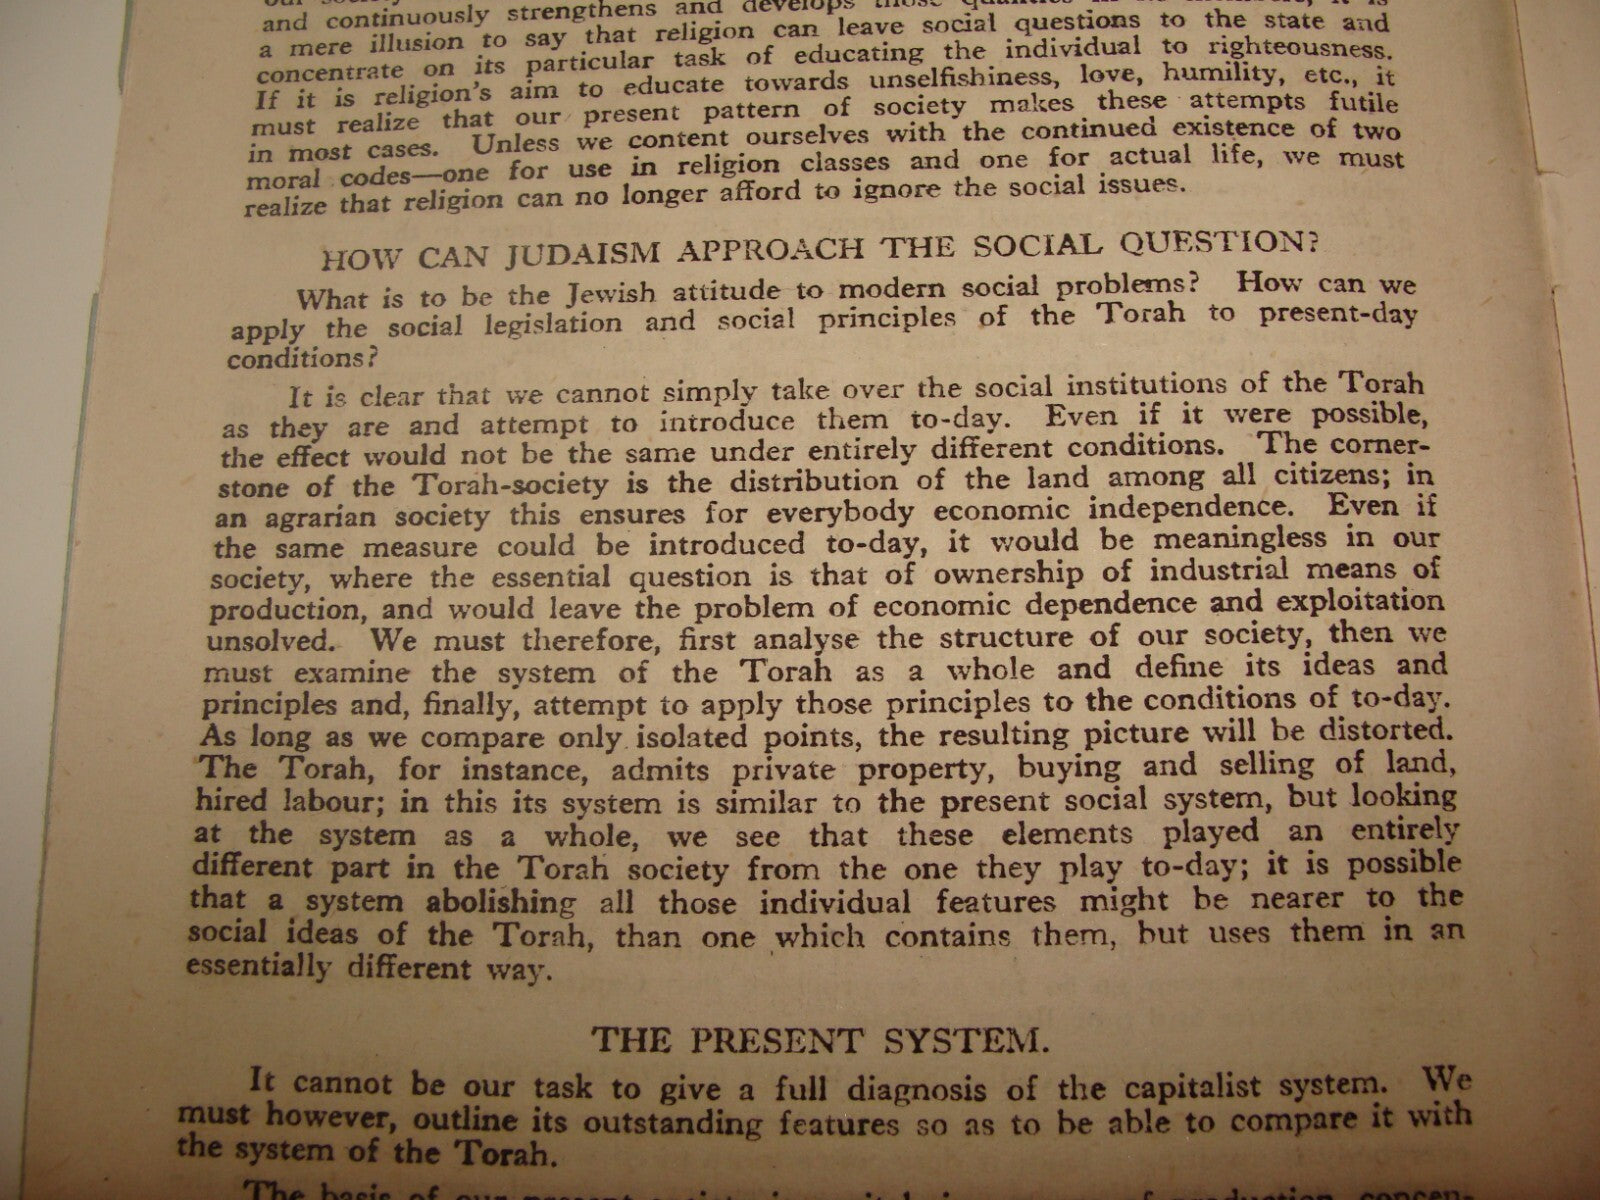 and continuously strengthens and develops those qualities in its members, it is
a mere illusion to say that religion can leave social questions to the state and
concentrate on its particular task of educating the individual to righteousness.
If it is religion's aim to educate towards unselfishiness, love, humility, etc., it
must realize that our present pattern of society makes these attempts futile
in most cases. Unless we content ourselves with the continued existence of two
moral codes—one for use in religion classes and one for actual life, we must
realize that religion can no longer afford to ignore the social issues.
HOW CAN JUDAISM APPROACH THE SOCIAL QUESTION?
What is to be the Jewish attitude to modern social problems? How can we
apply the social legislation and social principles of the Torah to present-day
conditions?
It is clear that we cannot simply take over the social institutions of the Torah
as they are and attempt to introduce them to-day. Even if it were possible,
the effect would not be the same under entirely different conditions. The corner-
stone of the Torah-society is the distribution of the land among all citizens; in
an agrarian society this ensures for everybody economic independence. Even if
the same measure could be introduced to-day, it would be meaningless in our
society, where the essential question is that of ownership of industrial means of
production, and would leave the problem of economic dependence and exploitation
unsolved. We must therefore, first analyse the structure of our society, then we
must examine the system of the Torah as a whole and define its ideas and
principles and, finally, attempt to apply those principles to the conditions of to-day.
As long as we compare only isolated points, the resulting picture will be distorted.
The Torah, for instance, admits private property, buying and selling of land,
hired labour; in this its system is similar to the present social system, but looking
at the system as a whole, we see that these elements played an entirely
different part in the Torah society from the one they play to-day; it is possible
that a system abolishing all those individual features might be nearer to the
social ideas of the Torah, than one which contains them, but uses them in an
essentially different way.
THE PRESENT SYSTEM.
It cannot be our task to give a full diagnosis of the capitalist system. We
must however, outline its outstanding features so as to be able to compare it with
the system of the Torah.
The basis of our present society is